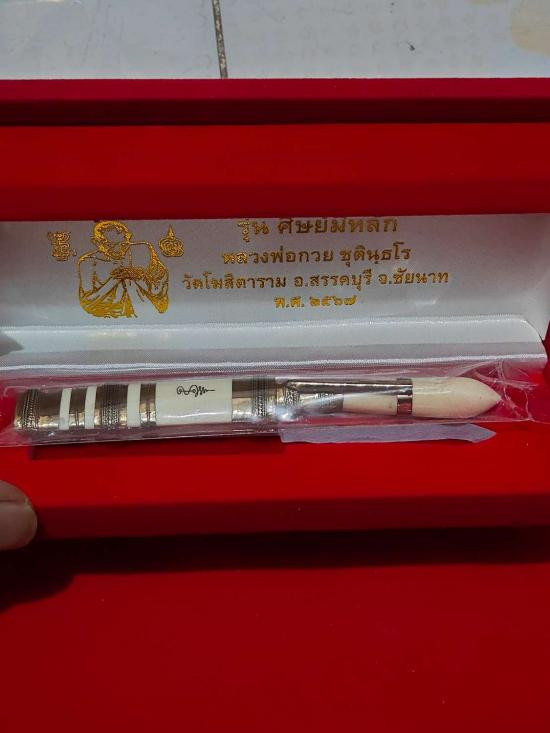 รุ่น ศิษย์มีหลัก
หลวงพ่อกวย ชุตินฺธโร
วัดโฆสิตาราม อ.สรรคบุรี จ.ชัยนาท
พ.ศ. ๒๕๖๗